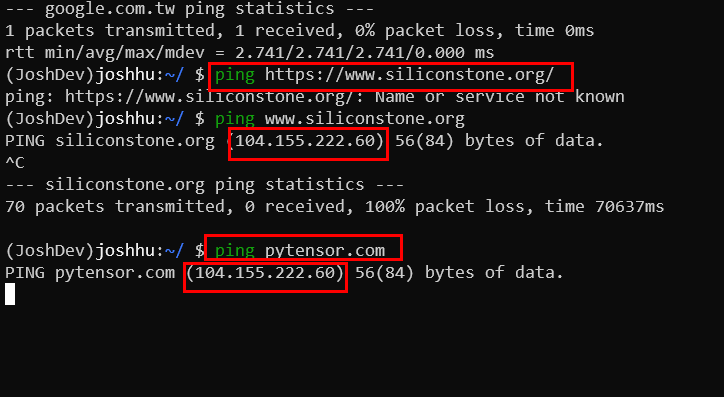 --- google.com.tw ping statistics ---
1 packets transmitted, 1 received, 0% packet loss, time 0ms
rtt min/avg/max/mdev = 2.741/2.741/2.741/0.000 ms
(JoshDev)joshhu:~/ $ ping https://www.siliconstone.org/
ping: https://www.siliconstone.org/: Name or service not known
(JoshDev)joshhu:~/ $ ping www.siliconstone.org
PING siliconstone.org (104.155.222.60) 56(84) bytes of data.
^C
--- siliconstone.org ping statistics ---
70 packets transmitted, 0 received, 100% packet loss, time 70637ms
(JoshDev)joshhu:~/ $ ping pytensor.com
PING pytensor.com (104.155.222.60) 56(84) bytes of data.